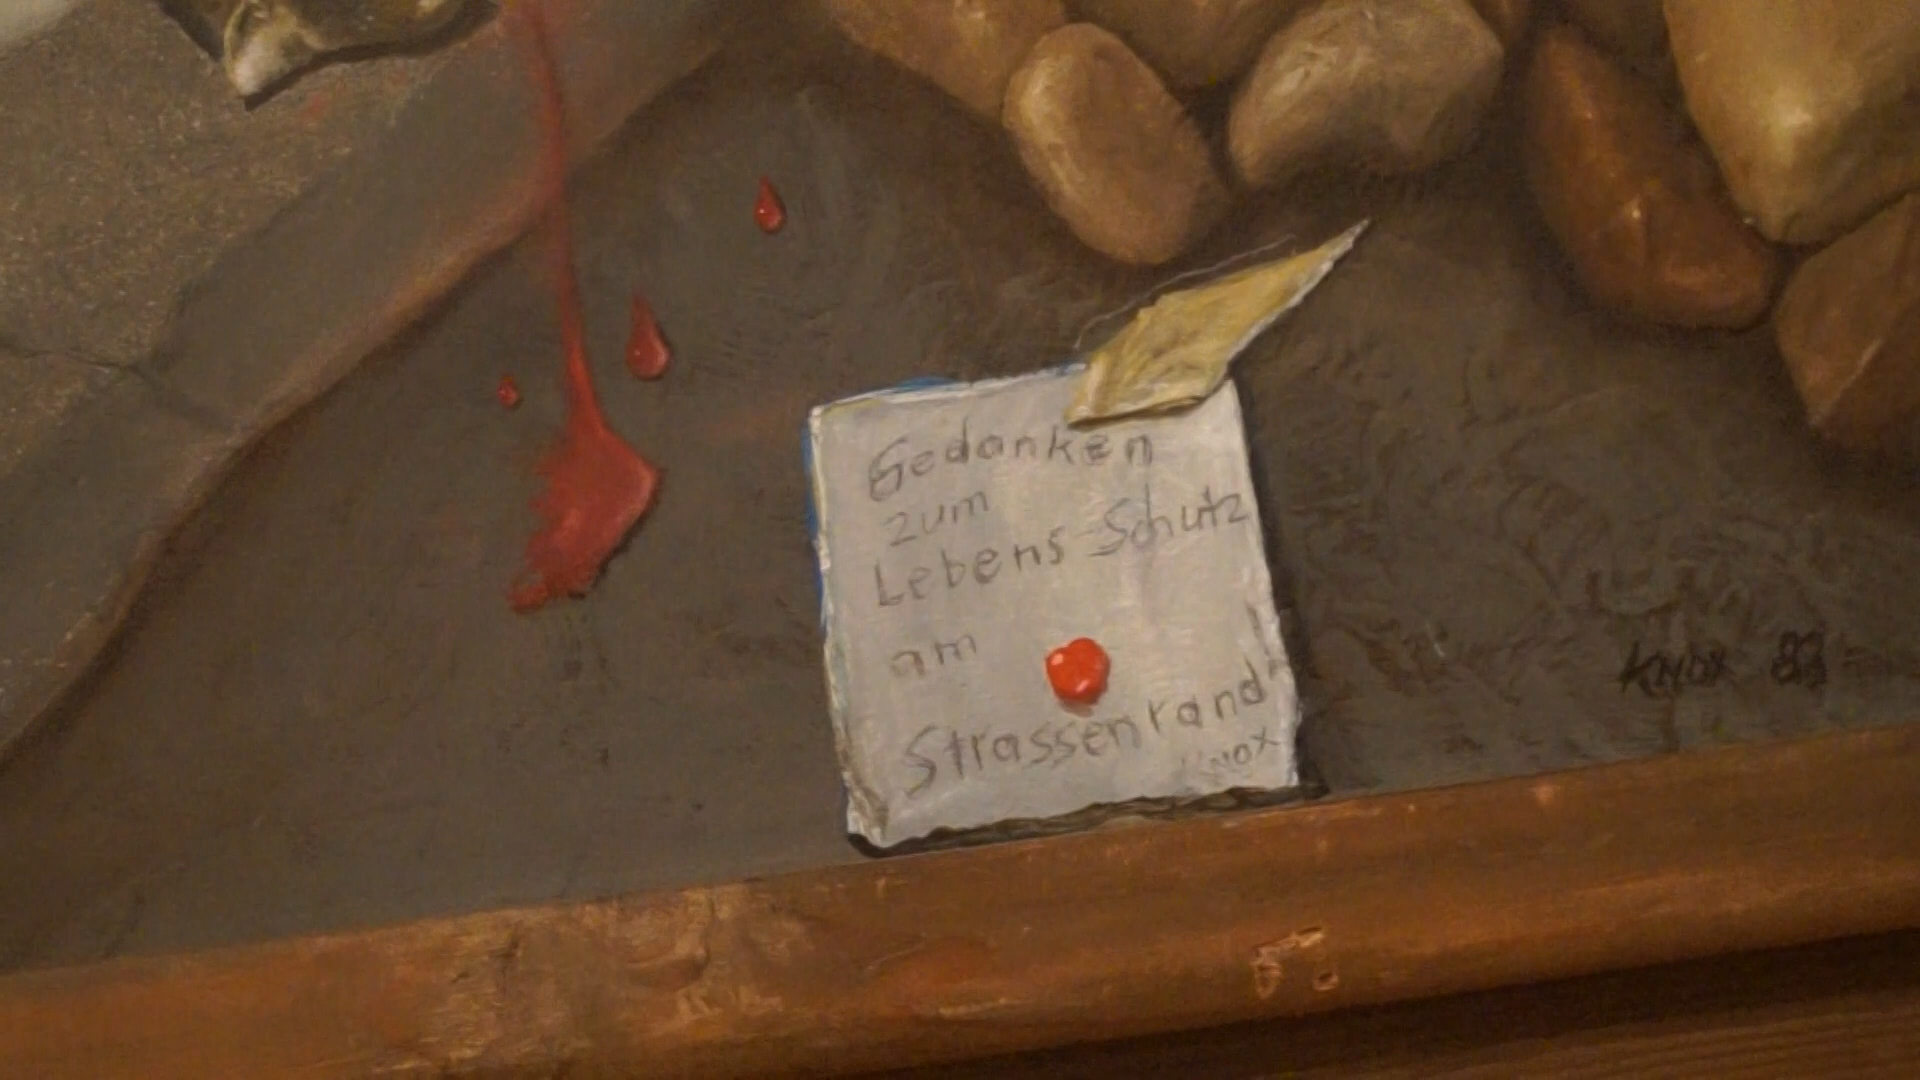 Gedanken
zum
Lebens-Schutz
am
Strassenrand!
Knox
Knox 83